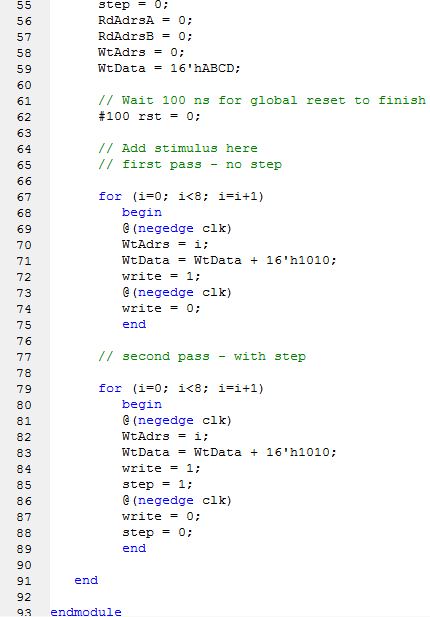 55 step = 0;
56 RdAdrsA = 0;
57 RdAdrsB = 0;
58 WtAdrs = 0;
59 WtData = 16'hABCD;
60
61 // Wait 100 ns for global reset to finish
62 #100 rst = 0;
63
64 // Add stimulus here
65 // first pass - no step
66
67 for (i=0; i<8; i=i+1)
68 begin
69 @(negedge clk)
70 WtAdrs = i;
71 WtData = WtData + 16'h1010;
72 write = 1;
73 @(negedge clk)
74 write = 0;
75 end
76
77 // second pass - with step
78
79 for (i=0; i<8; i=i+1)
80 begin
81 @(negedge clk)
82 WtAdrs = i;
83 WtData = WtData + 16'h1010;
84 write = 1;
85 step = 1;
86 @(negedge clk)
87 write = 0;
88 step = 0;
89 end
90
91 end
92
93 endmodule